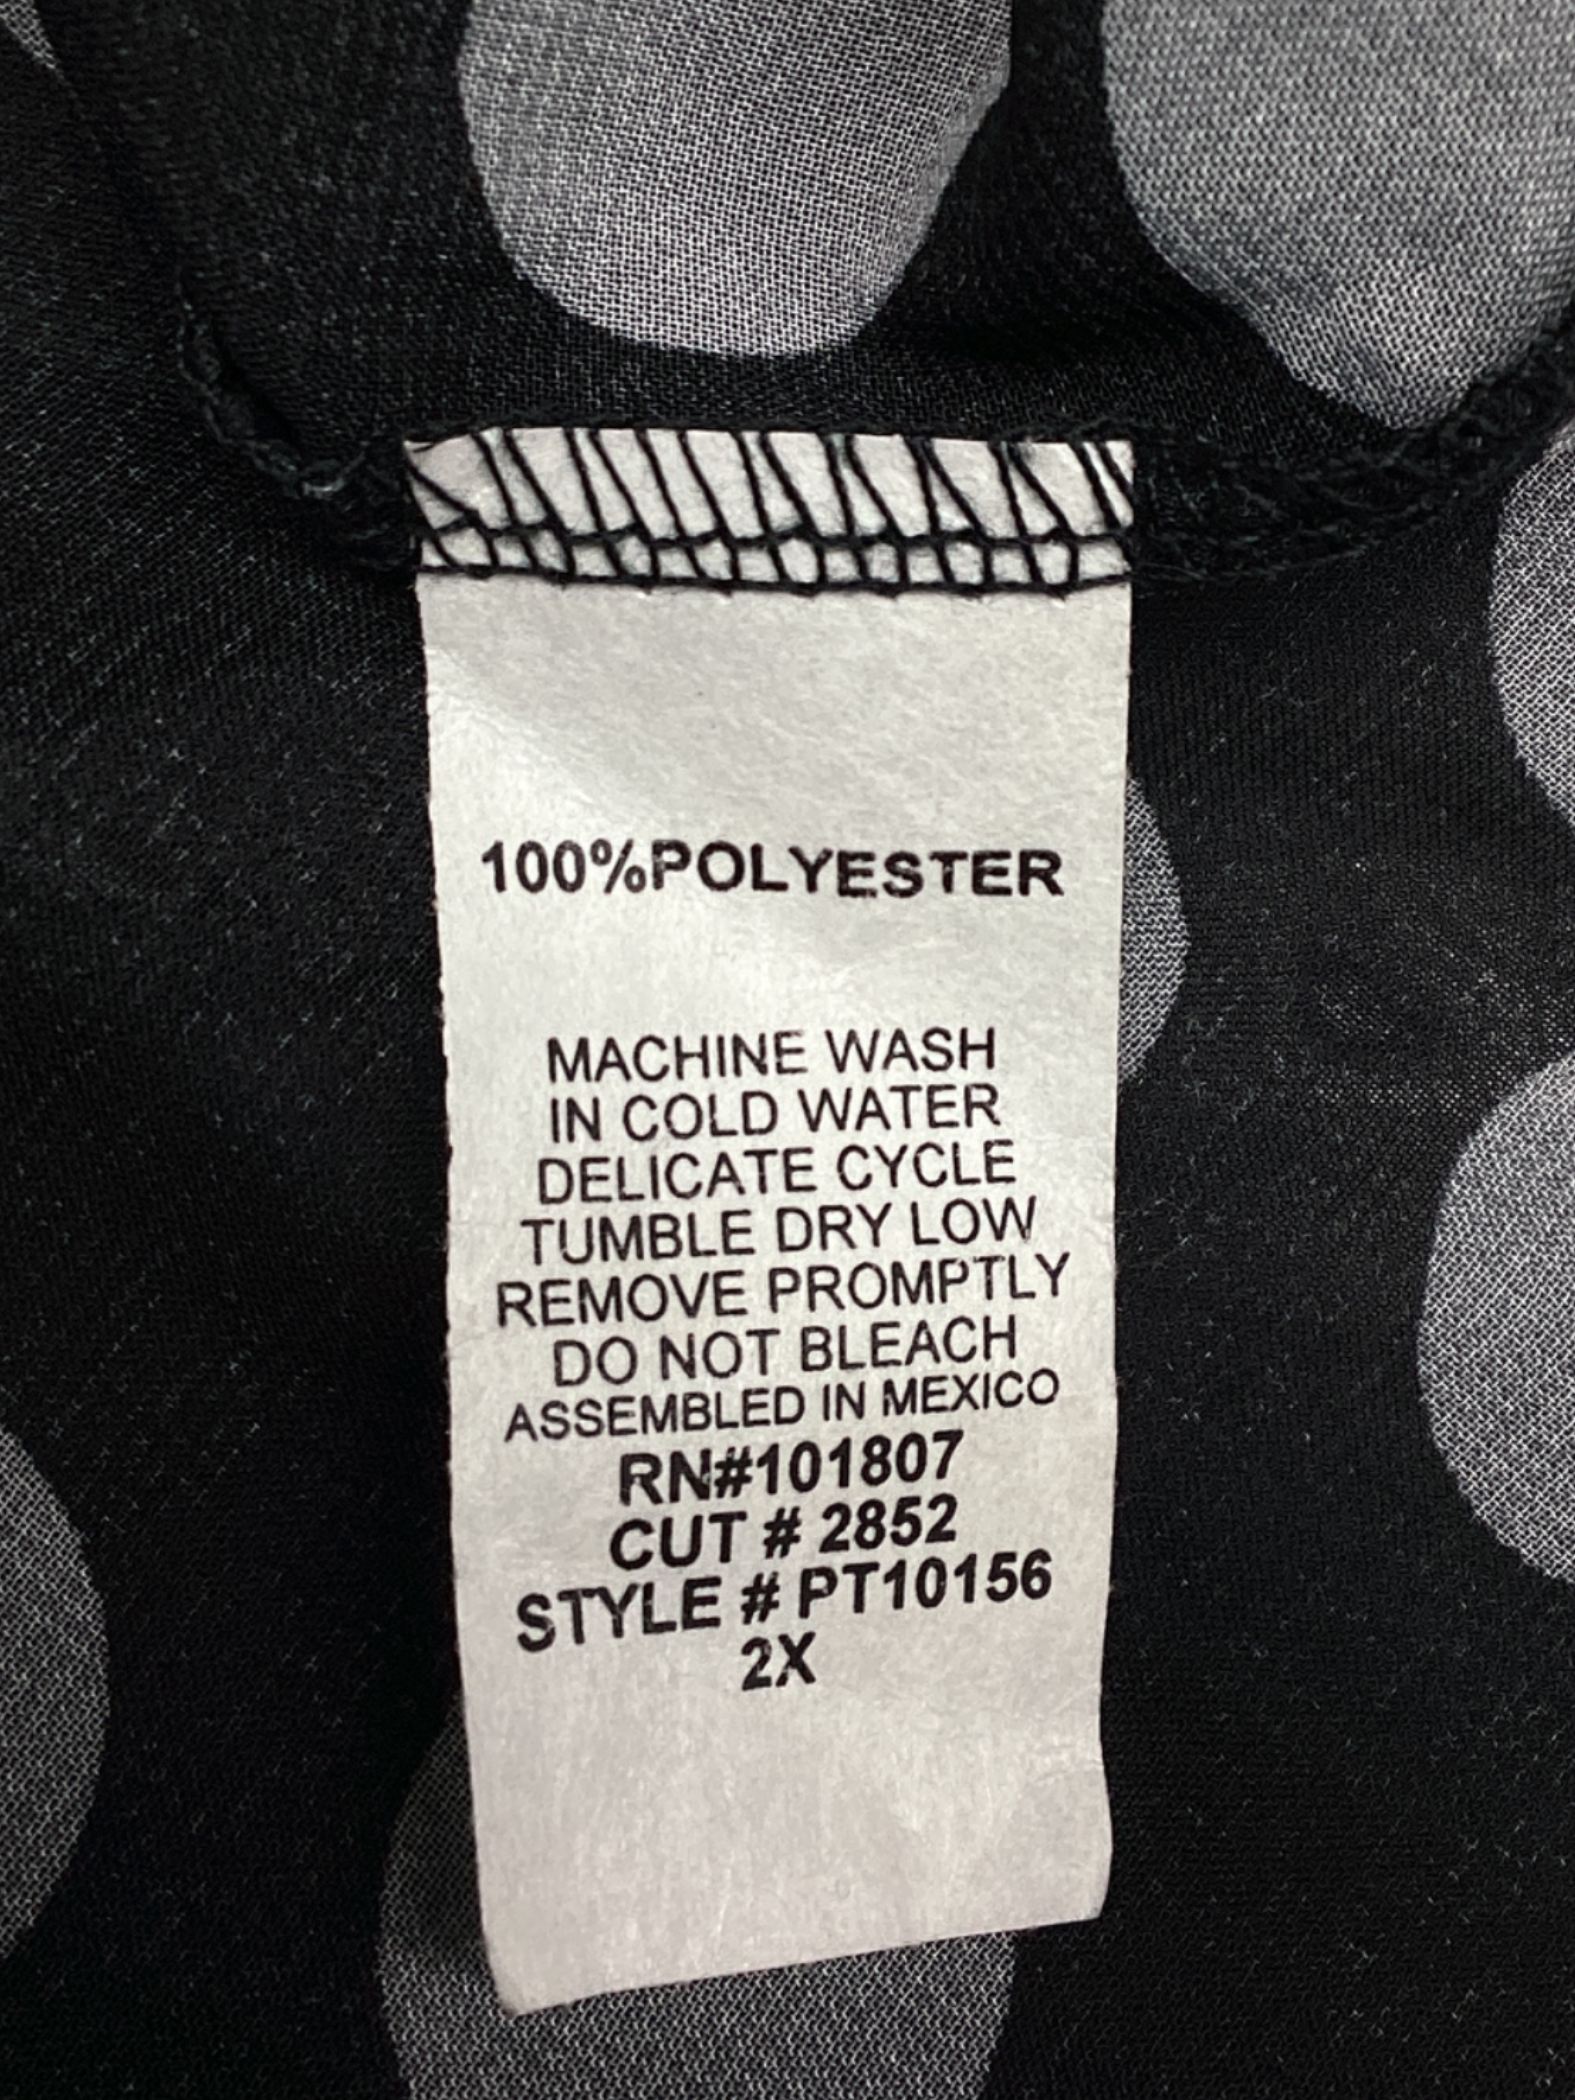 100%POLYESTER
MACHINE WASH
IN COLD WATER
DELICATE CYCLE
TUMBLE DRY LOW
REMOVE PROMPTLY
DO NOT BLEACH
ASSEMBLED IN MEXICO
RN#101807
CUT # 2852
STYLE # PT10156
2X